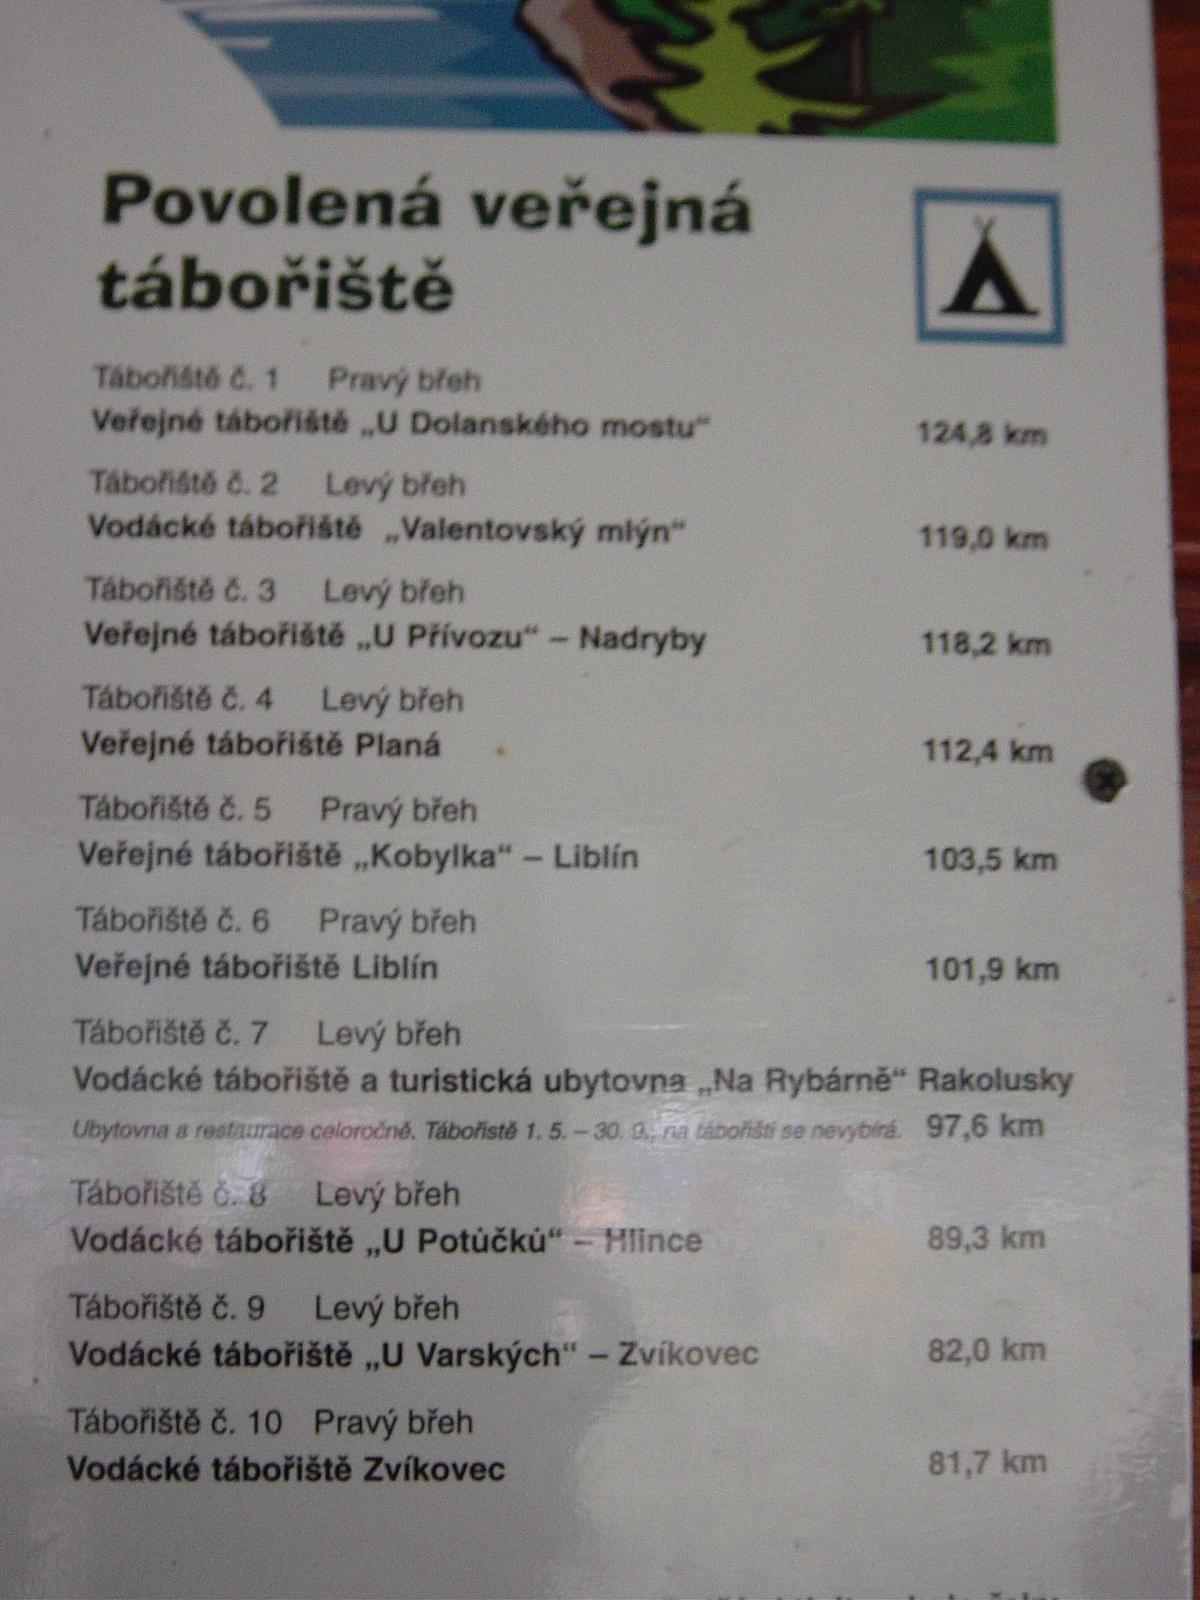 Povolená veřejná
tábořiště
Tábořiště č. 1 Pravý břeh
Veřejné tábořiště „U Dolanského mostu“ 124,8 km
Tábořiště č. 2 Levý břeh
Vodácké tábořiště „Valentovský mlýn“ 119,0 km
Tábořiště č. 3 Levý břeh
Veřejné tábořiště „U Přívozu“ – Nadryby 118,2 km
Tábořiště č. 4 Levý břeh
Veřejné tábořiště Planá 112,4 km
Tábořiště č. 5 Pravý břeh
Veřejné tábořiště „Kobylka“ – Liblín 103,5 km
Tábořiště č. 6 Pravý břeh
Veřejné tábořiště Liblín 101,9 km
Tábořiště č. 7 Levý břeh
Vodácké tábořiště a turistická ubytovna „Na Rybárně“ Rakolusky
Ubytovna a restaurace celoročně. Tábořistě 1. 5. – 30. 9., na tábořišti se nevybírá. 97,6 km
Tábořiště č. 8 Levý břeh
Vodácké tábořiště „U Potůčků“ – Hlince 89,3 km
Tábořiště č. 9 Levý břeh
Vodácké tábořiště „U Varských“ – Zvíkovec 82,0 km
Tábořiště č. 10 Pravý břeh
Vodácké tábořiště Zvíkovec 81,7 km